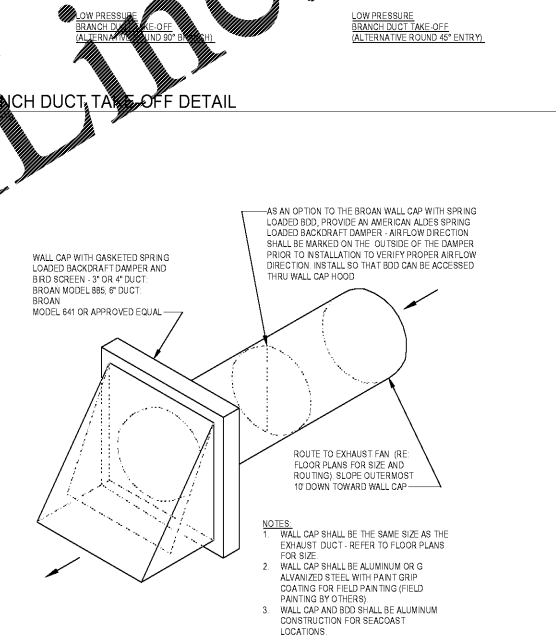 LOW PRESSURE
BRANCH DUCT TAKE-OFF
(ALTERNATIVE ROUND 90° BRANCH)
LOW PRESSURE
BRANCH DUCT TAKE-OFF
(ALTERNATIVE ROUND 45° ENTRY)
NCH DUCT TAKE-OFF DETAIL
Lin
AS AN OPTION TO THE BROAN WALL CAP WITH SPRING
LOADED BDD, PROVIDE AN AMERICAN ALDES SPRING
LOADED BACKDRAFT DAMPER - AIRFLOW DIRECTION
SHALL BE MARKED ON THE OUTSIDE OF THE DAMPER
PRIOR TO INSTALLATION TO VERIFY PROPER AIRFLOW
DIRECTION. INSTALL SO THAT BDD CAN BE ACCESSED
THRU WALL CAP HOOD
WALL CAP WITH GASKETED SPRING
LOADED BACKDRAFT DAMPER AND
BIRD SCREEN - 3" OR 4" DUCT:
BROAN MODEL 885; 6" DUCT:
BROAN
MODEL 641 OR APPROVED EQUAL
ROUTE TO EXHAUST FAN (RE:
FLOOR PLANS FOR SIZE AND
ROUTING). SLOPE OUTERMOST
10' DOWN TOWARD WALL CAP
NOTES:
1. WALL CAP SHALL BE THE SAME SIZE AS THE
EXHAUST DUCT - REFER TO FLOOR PLANS
FOR SIZE.
2. WALL CAP SHALL BE ALUMINUM OR G
ALVANIZED STEEL WITH PAINT GRIP
COATING FOR FIELD PAINTING (FIELD
PAINTING BY OTHERS)
3. WALL CAP AND BDD SHALL BE ALUMINUM
CONSTRUCTION FOR SEACOAST
LOCATIONS